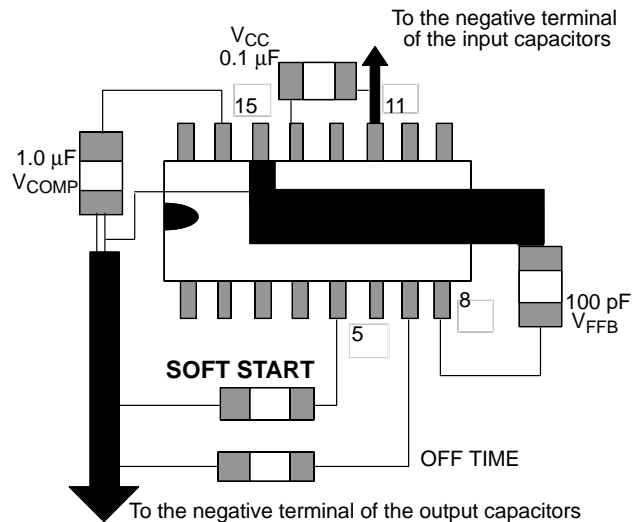 To the negative terminal
of the input capacitors
VCC
0.1 μF
15
11
1.0 μF
VCOMP
8
100 pF
VFFB
5
SOFT START
OFF TIME
To the negative terminal of the output capacitors